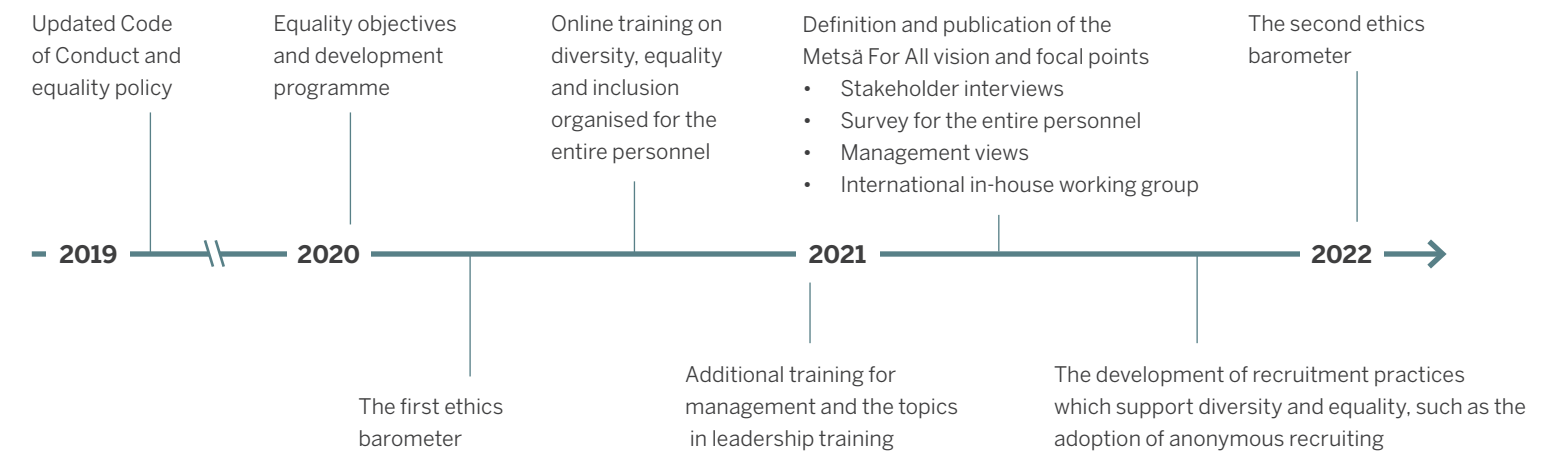 Updated Code
of Conduct and
equality policy
Equality objectives
and development
programme
Online training on
diversity, equality
and inclusion
organised for the
entire personnel
Definition and publication of the
Metsä For All vision and focal points
• Stakeholder interviews
• Survey for the entire personnel
• Management views
• International in-house working group
The second ethics
barometer
2019
2020
2021
2022
The first ethics
barometer
Additional training for
management and the topics
in leadership training
The development of recruitment practices
which support diversity and equality, such as the
adoption of anonymous recruiting